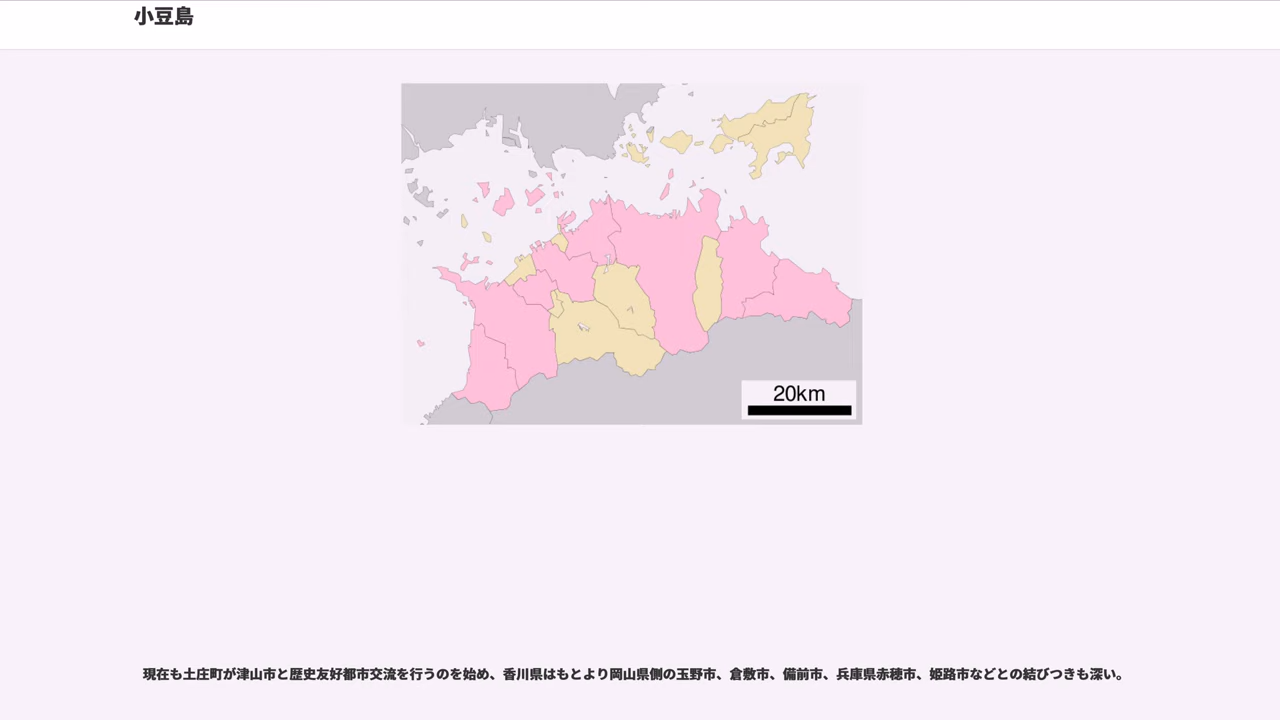 小豆島
20km
現在も土庄町が津山市と歴史友好都市交流を行うのを始め、香川県はもとより岡山県側の玉野市、倉敷市、備前市、兵庫県赤穂市、姫路市などとの結びつきも深い。